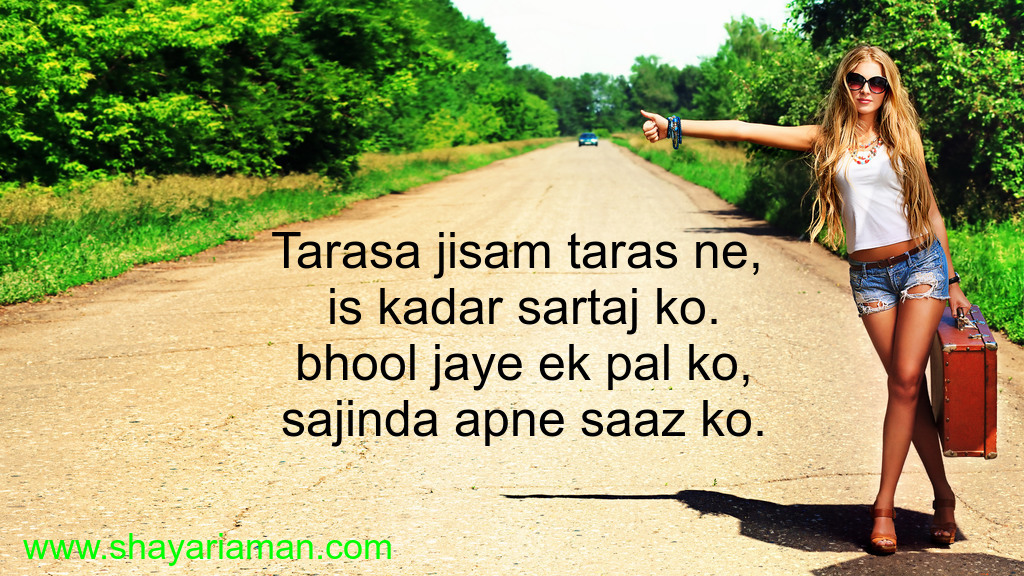 Tarasa jisam taras ne,
is kadar sartaj ko.
bhool jaye ek pal ko,
sajinda apne saaz ko.
www.shayariaman.com